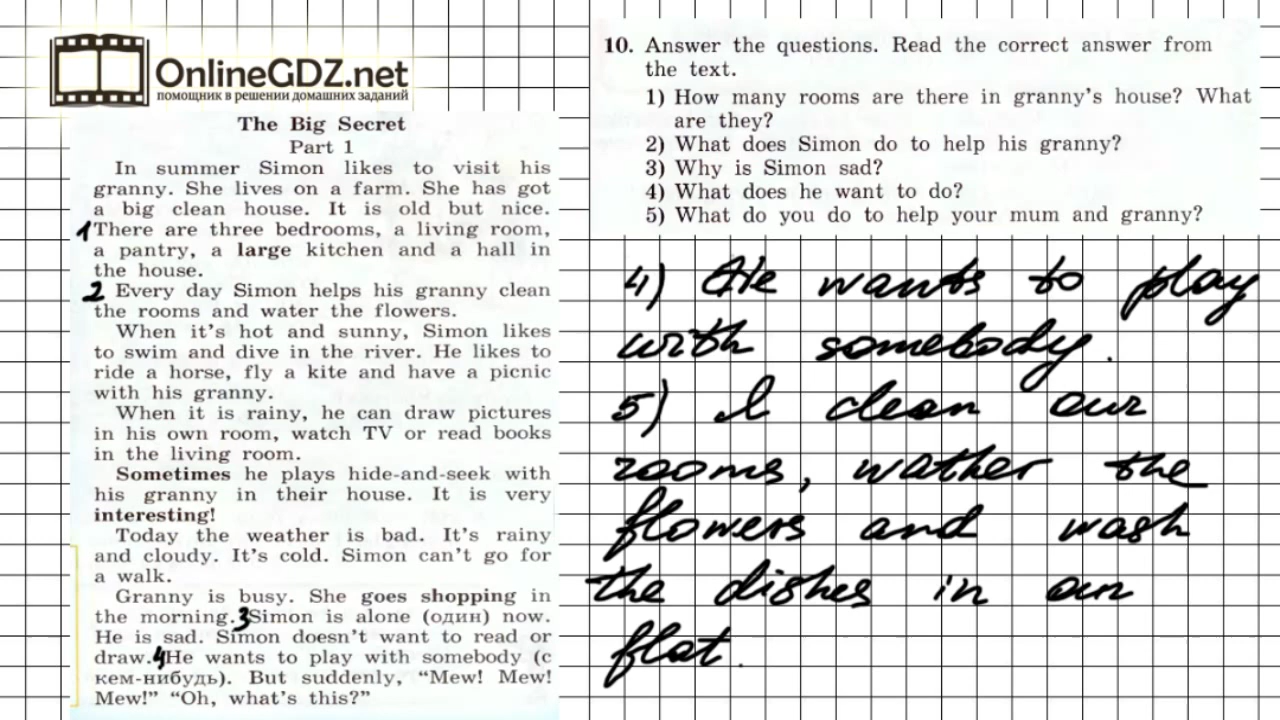 OnlineGDZ.net
помощник в решении домашних заданий
The Big Secret
Part 1
In summer Simon likes to visit his
granny. She lives on a farm. She has got
a big clean house. It is old but nice.
1 There are three bedrooms, a living room,
a pantry, a large kitchen and a hall in
the house.
2 Every day Simon helps his granny clean
the rooms and water the flowers.
When it's hot and sunny, Simon likes
to swim and dive in the river. He likes to
ride a horse, fly a kite and have a picnic
with his granny.
When it is rainy, he can draw pictures
in his own room, watch TV or read books
in the living room.
Sometimes he plays hide-and-seek with
his granny in their house. It is very
interesting!
Today the weather is bad. It's rainy
and cloudy. It's cold. Simon can't go for
a walk.
Granny is busy. She goes shopping in
the morning. 3 Simon is alone (один) now.
He is sad. Simon doesn't want to read or
draw. 4 He wants to play with somebody (с
кем-нибудь). But suddenly, “Mew! Mew!
Mew!” “Oh, what's this?”
10. Answer the questions. Read the correct answer from
the text.
1) How many rooms are there in granny's house? What
are they?
2) What does Simon do to help his granny?
3) Why is Simon sad?
4) What does he want to do?
5) What do you do to help your mum and granny?
4) He wants to play
with somebody.
5) I clean our
rooms, wather the
flowers and wash
the dishes in our
flat.